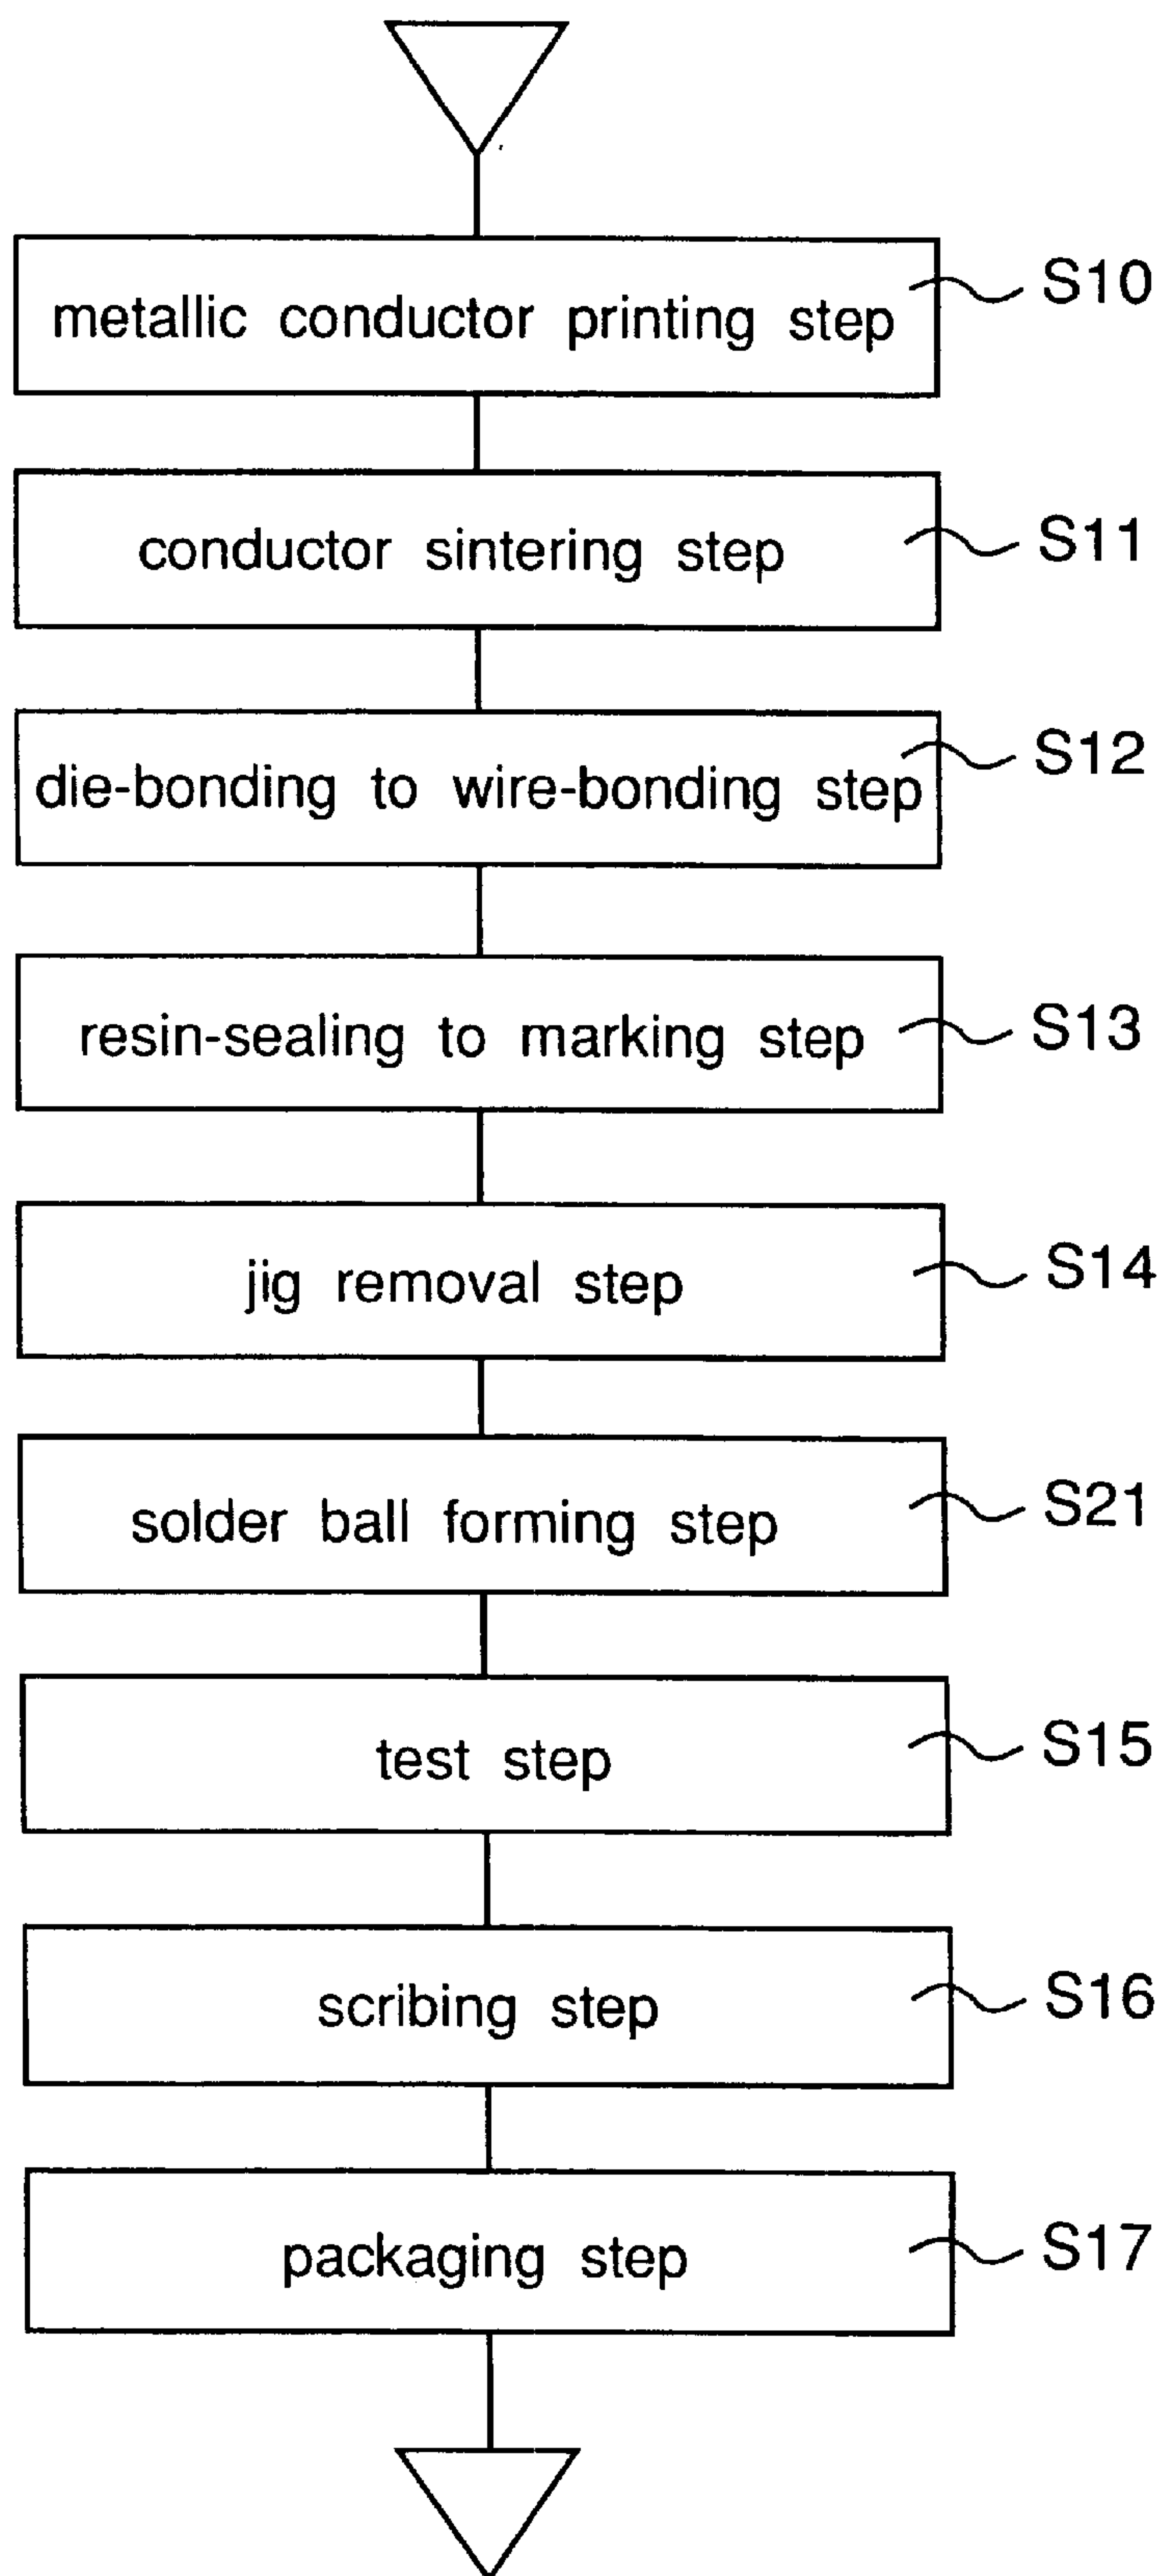 metallic conductor printing step S10
conductor sintering step S11
die-bonding to wire-bonding step S12
resin-sealing to marking step S13
jig removal step S14
solder ball forming step S21
test step S15
scribing step S16
packaging step S17